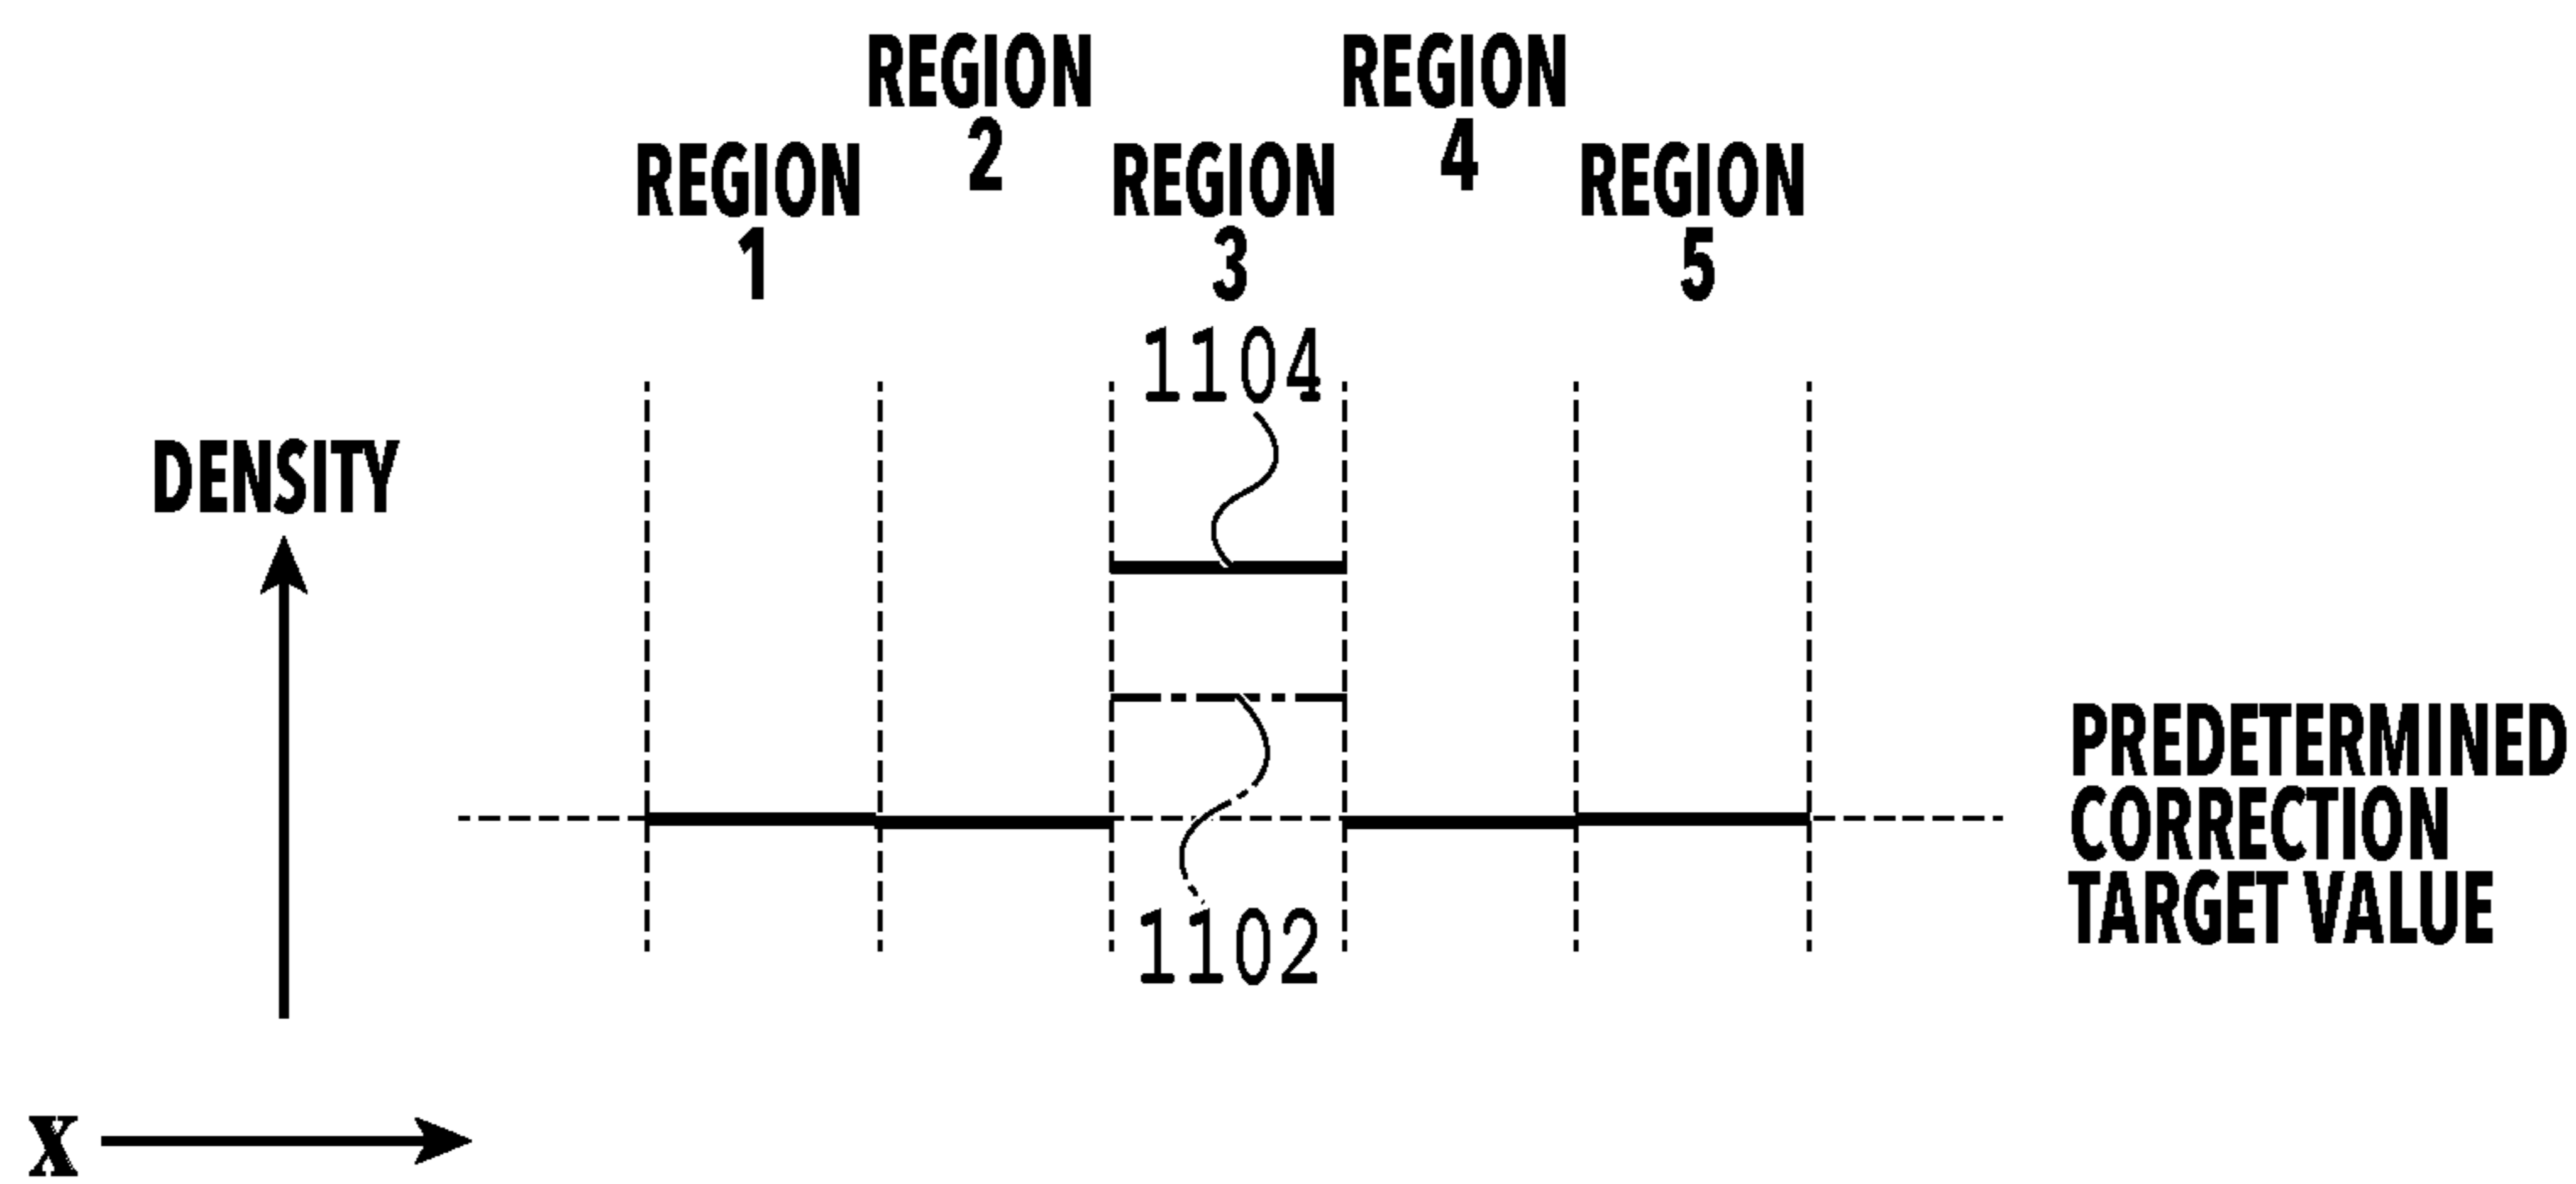 REGION
2
REGION
4
REGION
1
REGION
3
REGION
5
1104
DENSITY
PREDETERMINED
CORRECTION
TARGET VALUE
1102
X